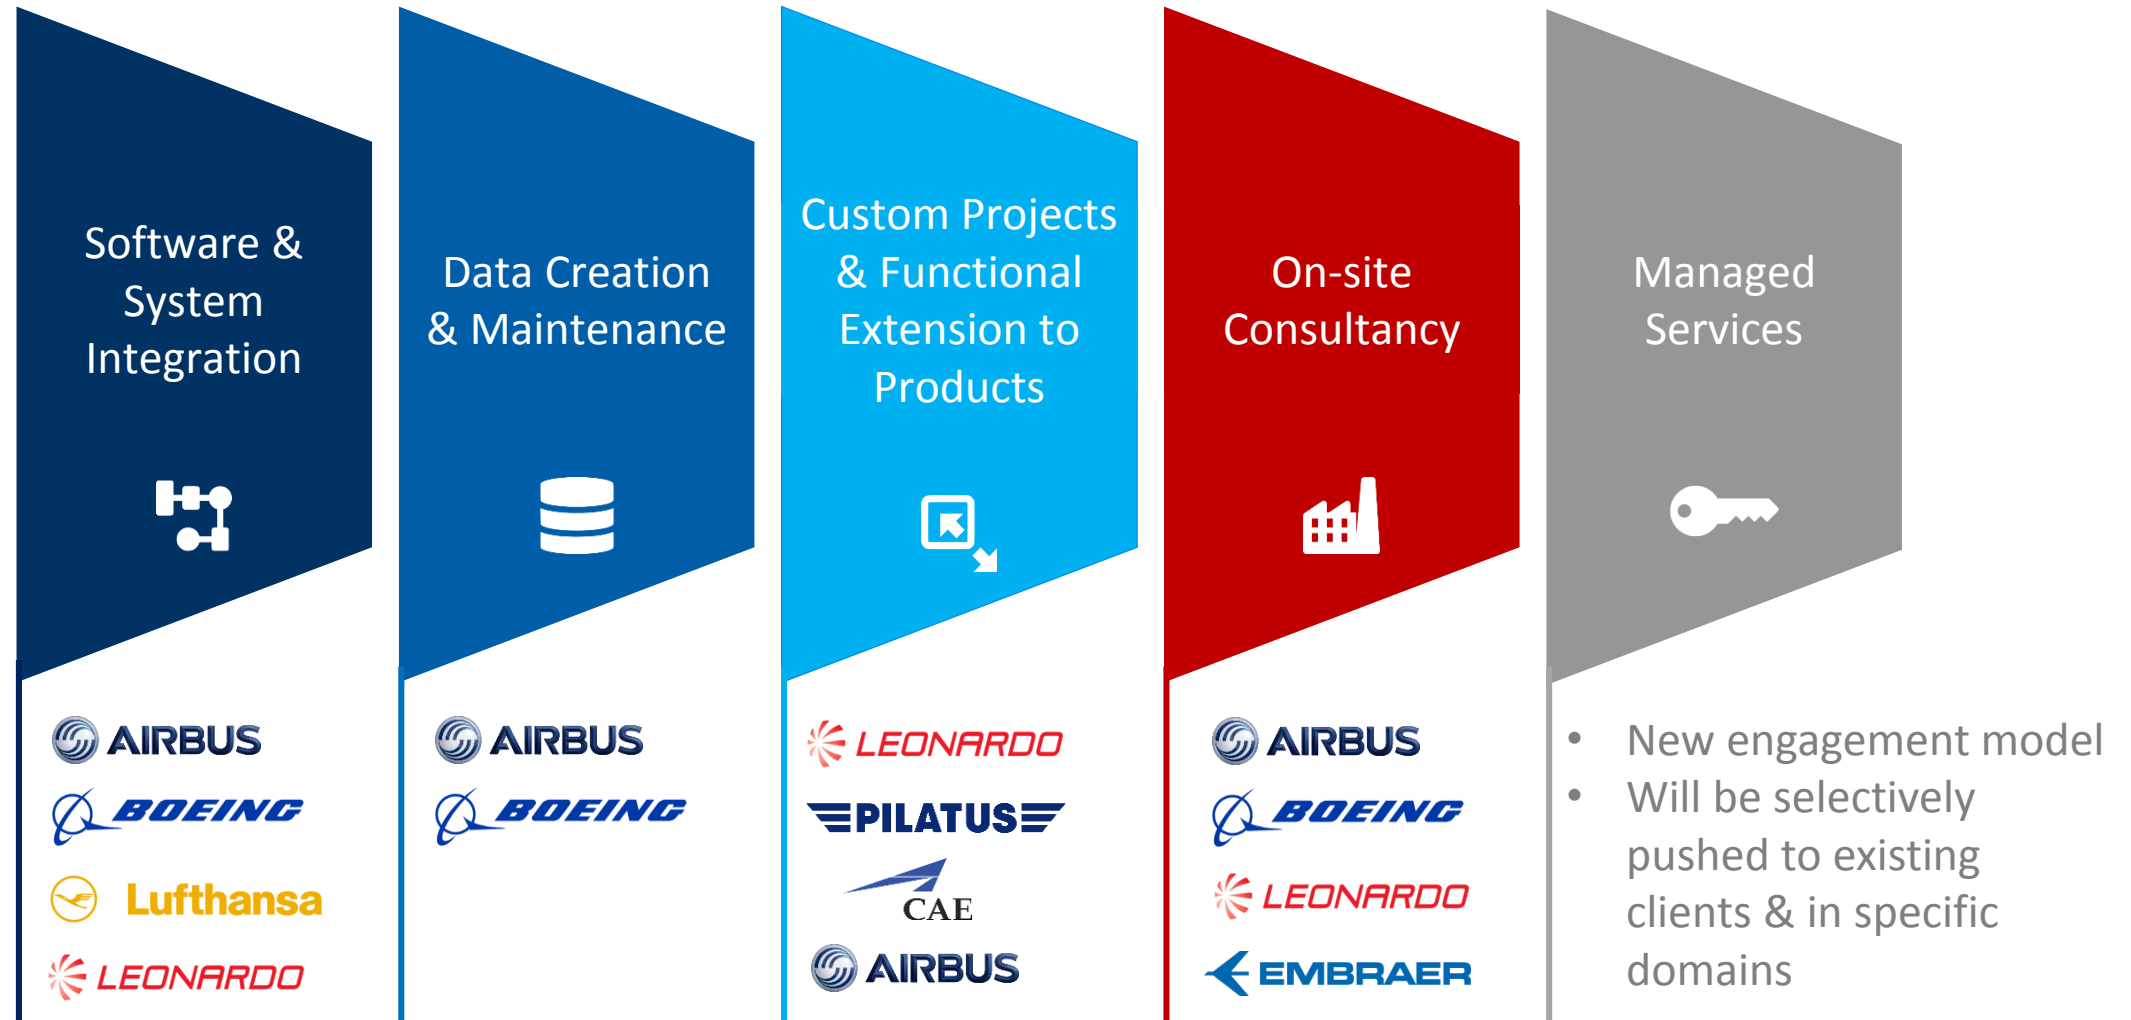 Software &
System
Integration
AIRBUS
BOEING
Lufthansa
LEONARDO
Data Creation
& Maintenance
AIRBUS
BOEING
Custom Projects
& Functional
Extension to
Products
LEONARDO
PILATUS
CAE
AIRBUS
On-site
Consultancy
AIRBUS
BOEING
LEONARDO
EMBRAER
Managed
Services
• New engagement model
• Will be selectively
pushed to existing
clients & in specific
domains